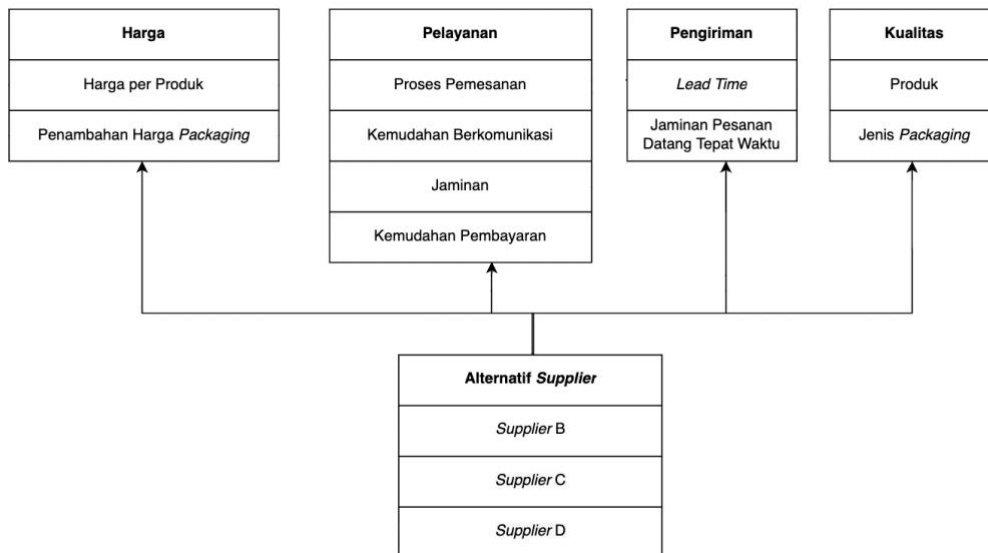 Harga
Harga per Produk
Penambahan Harga Packaging
Pelayanan
Proses Pemesanan
Kemudahan Berkomunikasi
Jaminan
Kemudahan Pembayaran
Pengiriman
Lead Time
Jaminan Pesanan
Datang Tepat Waktu
Kualitas
Produk
Jenis Packaging
Alternatif Supplier
Supplier B
Supplier C
Supplier D